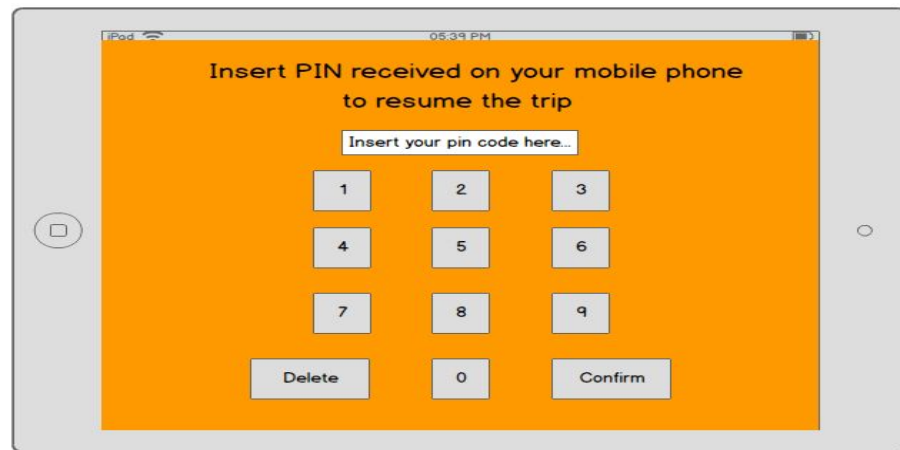 iPod 05:39 PM
Insert PIN received on your mobile phone
to resume the trip
Insert your pin code here...
1 2 3
4 5 6
7 8 9
Delete 0 Confirm